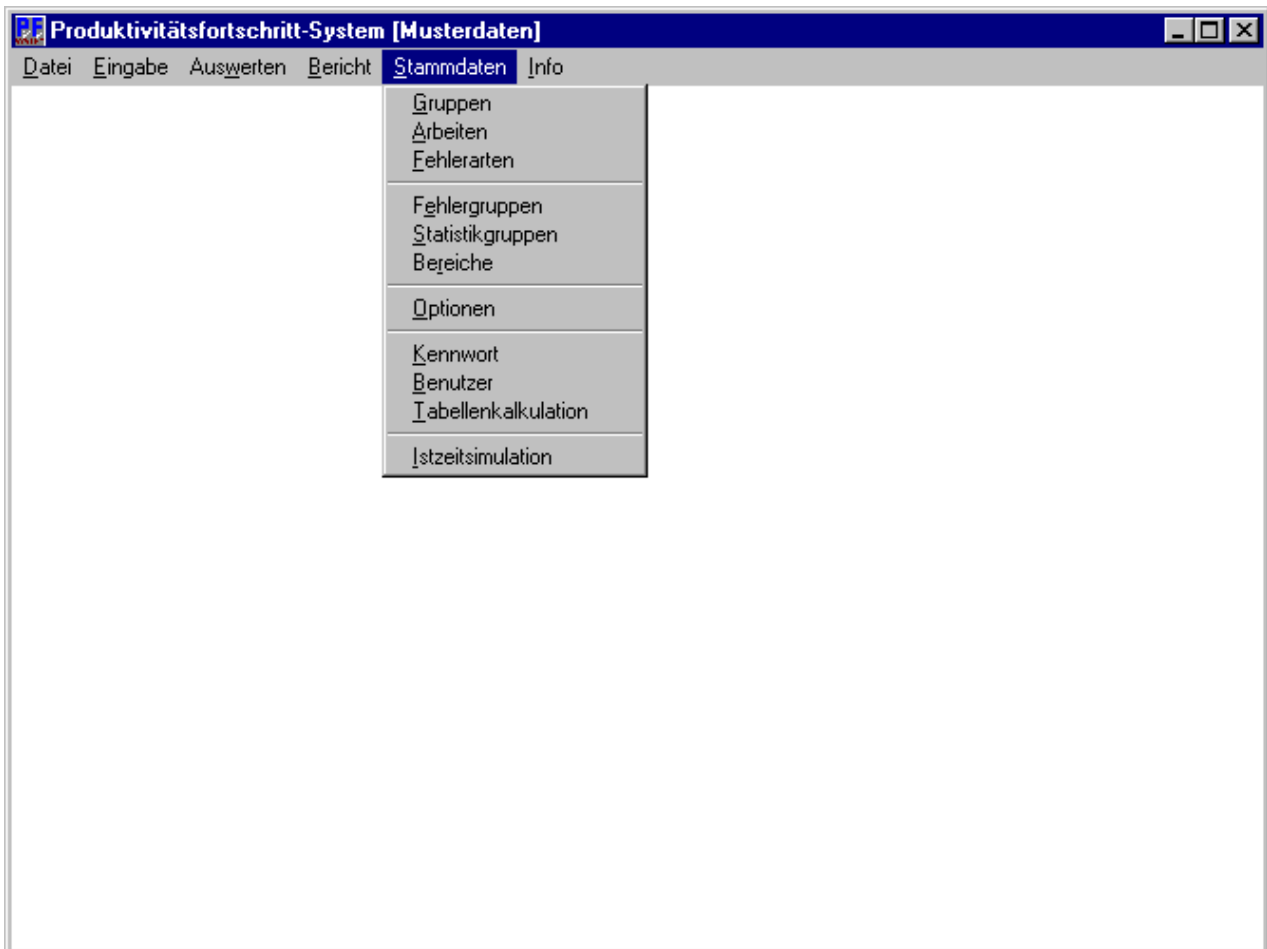 Produktivitätsfortschritt-System [Musterdaten]
Datei Eingabe Auswerten Bericht Stammdaten Info
Gruppen
Arbeiten
Fehlerarten
Fehlergruppen
Statistikgruppen
Bereiche
Optionen
Kennwort
Benutzer
Tabellenkalkulation
Istzeitsimulation